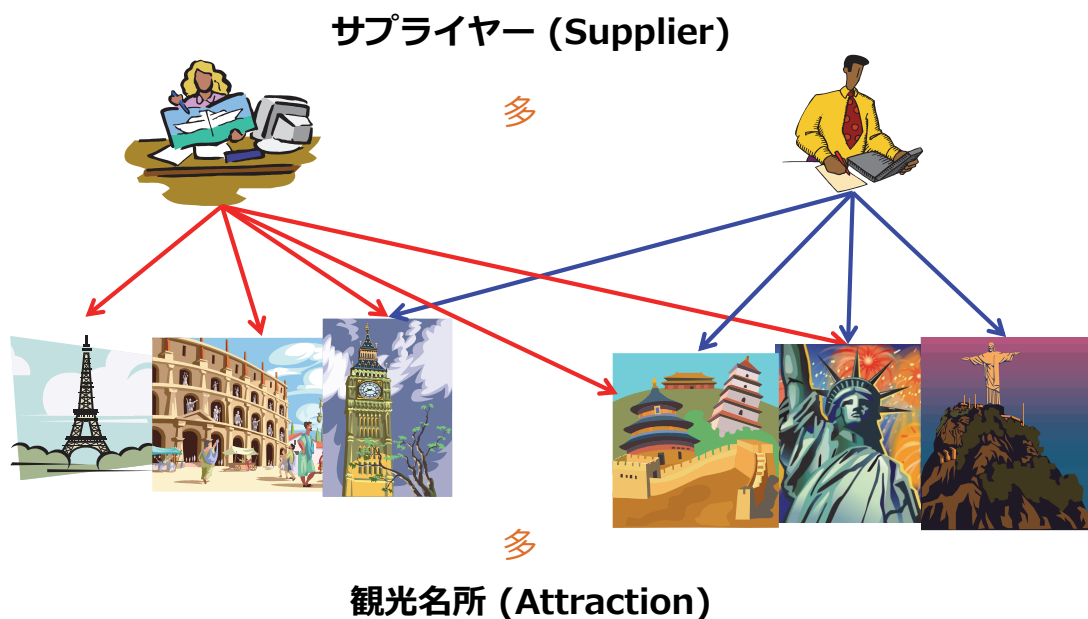 サプライヤー (Supplier)
多
多
観光名所 (Attraction)